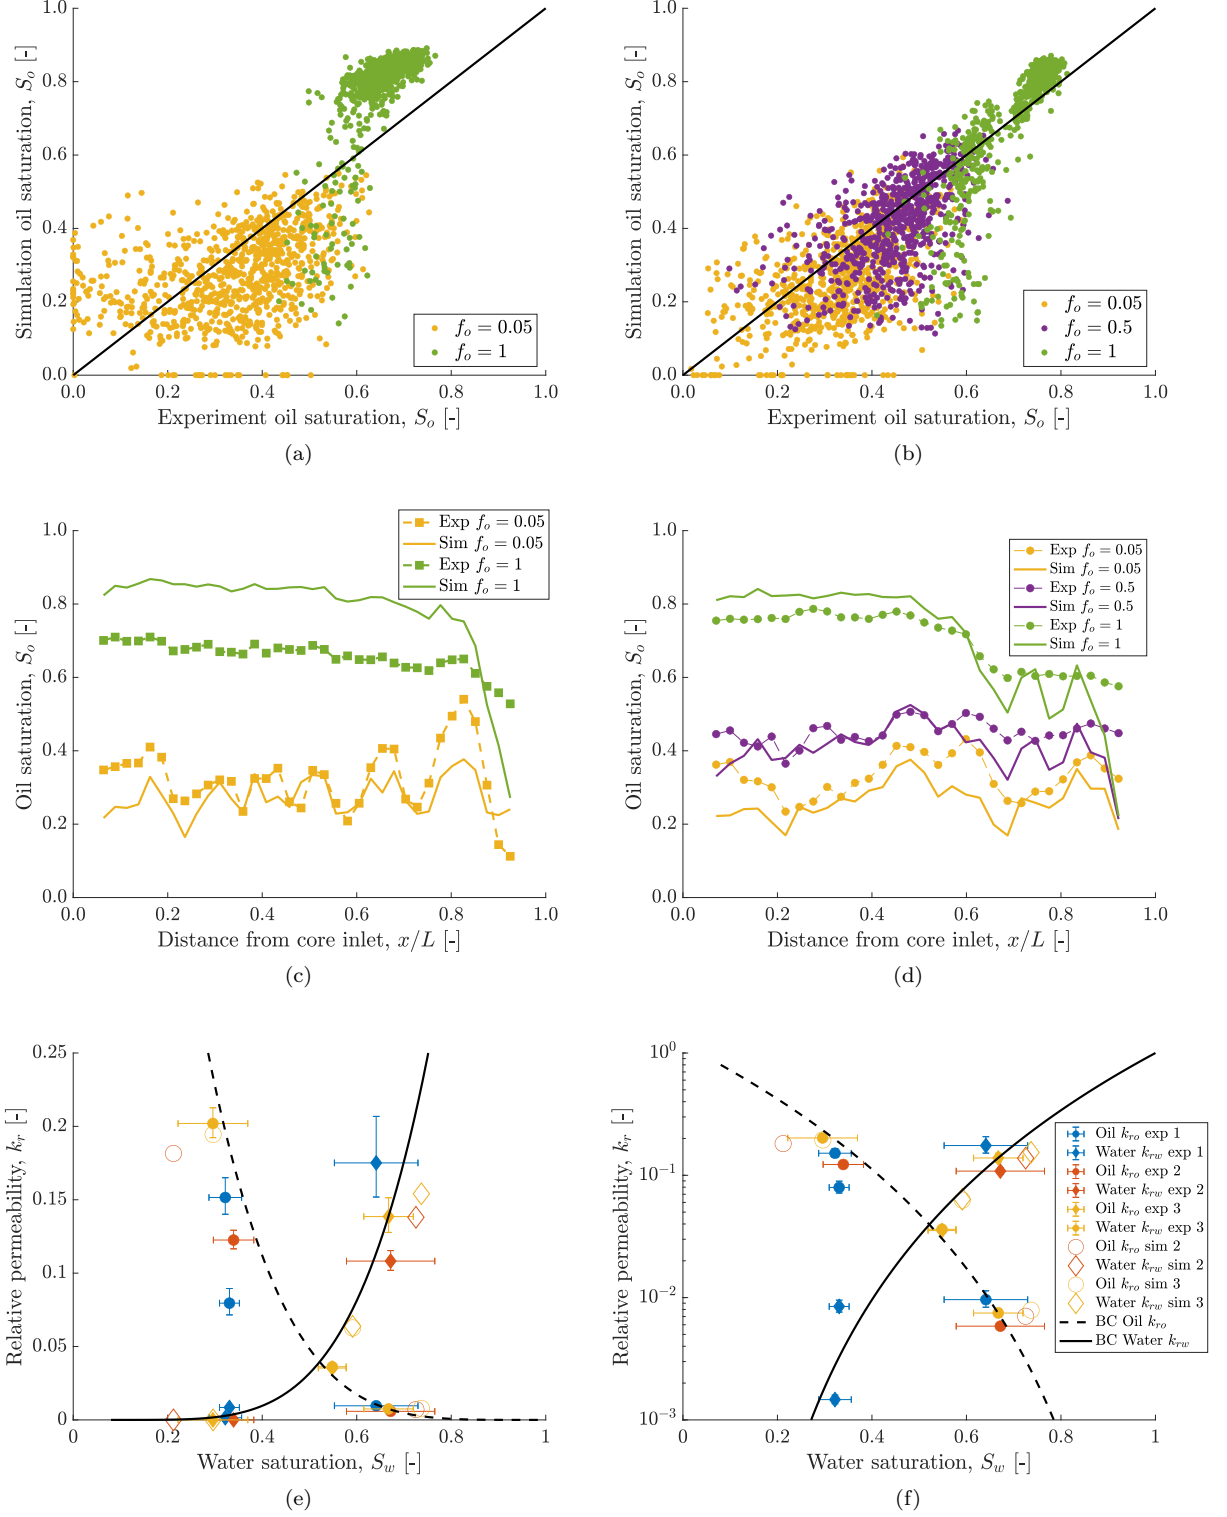 1.0
0.8
0.6
0.4
0.2
0.0
Simulation oil saturation, S_o [-]
0.0 0.2 0.4 0.6 0.8 1.0
Experiment oil saturation, S_o [-]
f_o = 0.05
f_o = 1
(a)
1.0
0.8
0.6
0.4
0.2
0.0
Simulation oil saturation, S_o [-]
0.0 0.2 0.4 0.6 0.8 1.0
Experiment oil saturation, S_o [-]
f_o = 0.05
f_o = 0.5
f_o = 1
(b)
1.0
0.8
0.6
0.4
0.2
0.0
Oil saturation, S_o [-]
0.0 0.2 0.4 0.6 0.8 1.0
Distance from core inlet, x/L [-]
Exp f_o = 0.05
Sim f_o = 0.05
Exp f_o = 1
Sim f_o = 1
(c)
1.0
0.8
0.6
0.4
0.2
0.0
Oil saturation, S_o [-]
0.0 0.2 0.4 0.6 0.8 1.0
Distance from core inlet, x/L [-]
Exp f_o = 0.05
Sim f_o = 0.05
Exp f_o = 0.5
Sim f_o = 0.5
Exp f_o = 1
Sim f_o = 1
(d)
0.25
0.2
0.15
0.1
0.05
0
Relative permeability, k_r [-]
0 0.2 0.4 0.6 0.8 1
Water saturation, S_w [-]
(e)
10^0
10^−1
10^−2
10^−3
Relative permeability, k_r [-]
0 0.2 0.4 0.6 0.8 1
Water saturation, S_w [-]
Oil k_ro exp 1
Water k_rw exp 1
Oil k_ro exp 2
Water k_rw exp 2
Oil k_ro exp 3
Water k_rw exp 3
Oil k_ro sim 2
Water k_rw sim 2
Oil k_ro sim 3
Water k_rw sim 3
BC Oil k_ro
BC Water k_rw
(f)